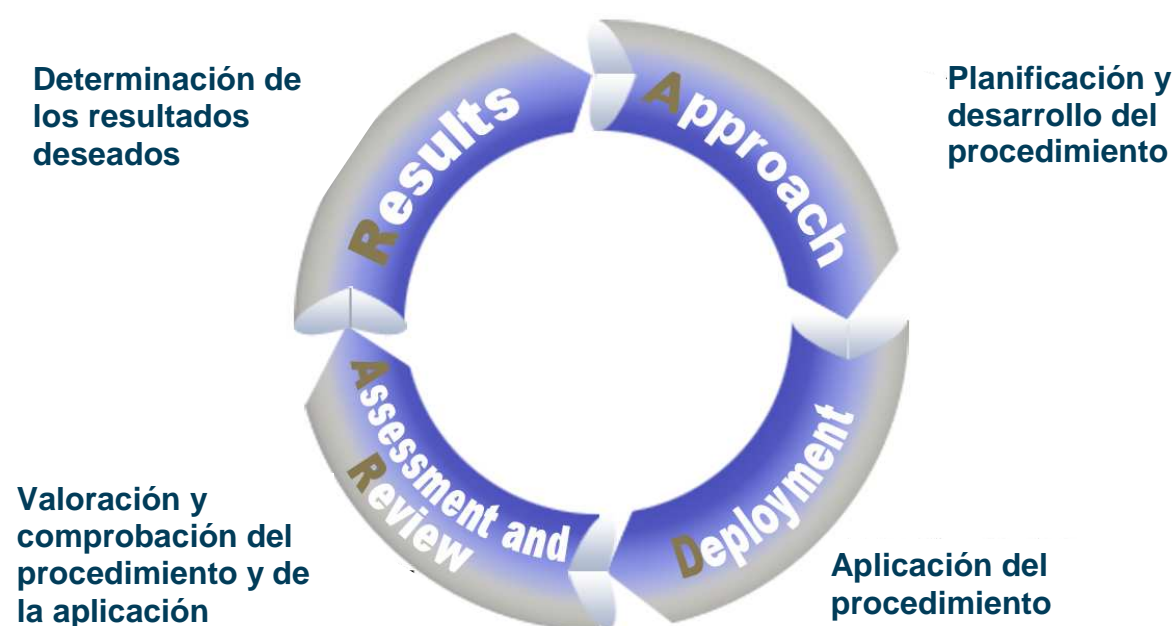 Determinación de
los resultados
deseados
Results
Approach
Planificación y
desarrollo del
procedimiento
Valoración y
comprobación del
procedimiento y de
la aplicación
Assessment and
Review
Deployment
Aplicación del
procedimiento